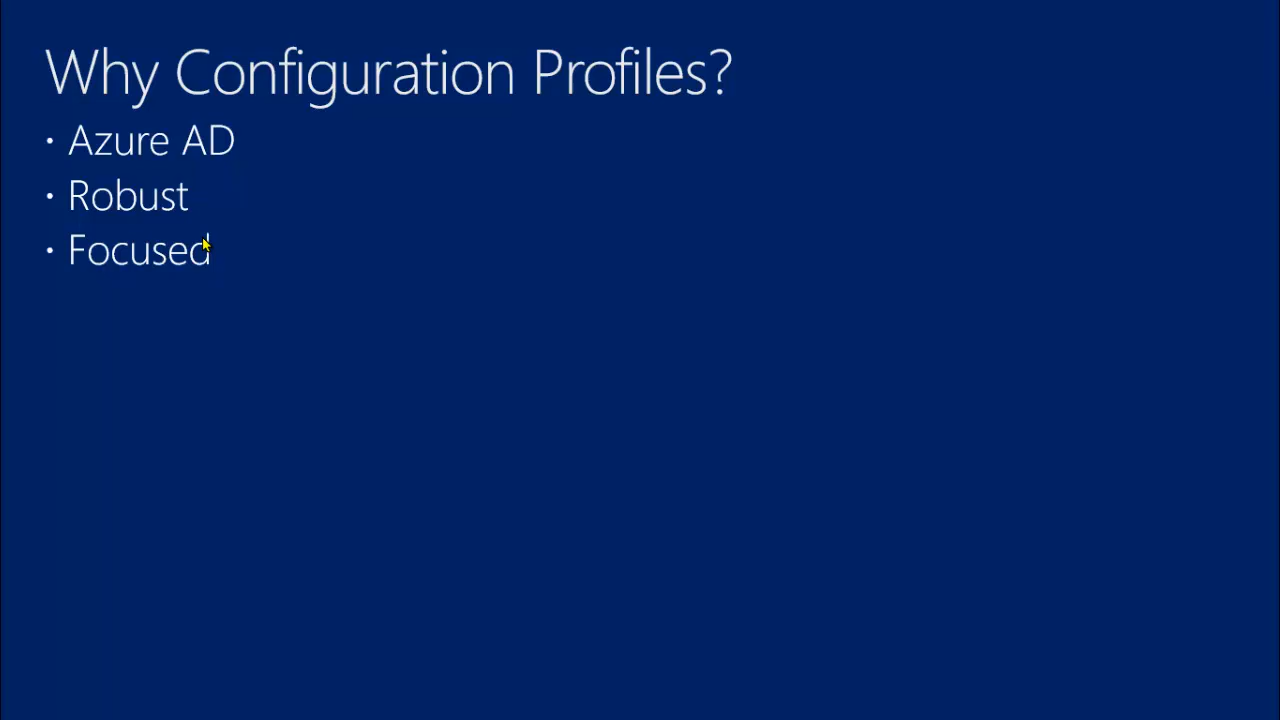 Why Configuration Profiles?
• Azure AD
• Robust
• Focused